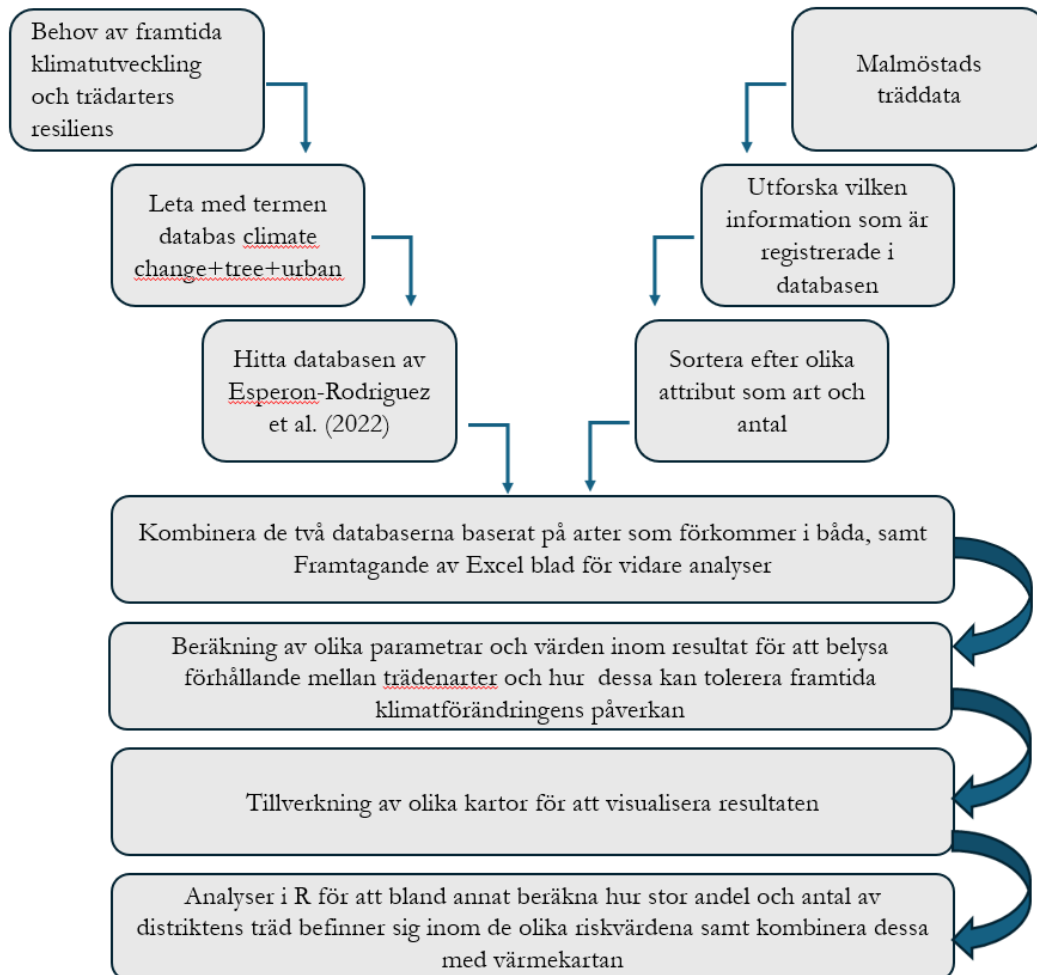 Behov av framtida
klimatutveckling
och trädarters
resiliens
Malmöstads
träddata
Leta med termen
databas climate
change+tree+urban
Utforska vilken
information som är
registrerade i
databasen
Hitta databasen av
Esperon-Rodriguez
et al. (2022)
Sortera efter olika
attribut som art och
antal
Kombinera de två databaserna baserat på arter som förkommer i båda, samt
Framtagande av Excel blad för vidare analyser
Beräkning av olika parametrar och värden inom resultat för att belysa
förhållande mellan trädenarter och hur dessa kan tolerera framtida
klimatförändringens påverkan
Tillverkning av olika kartor för att visualisera resultaten
Analyser i R för att bland annat beräkna hur stor andel och antal av
distriktens träd befinner sig inom de olika riskvärdena samt kombinera dessa
med värmekartan